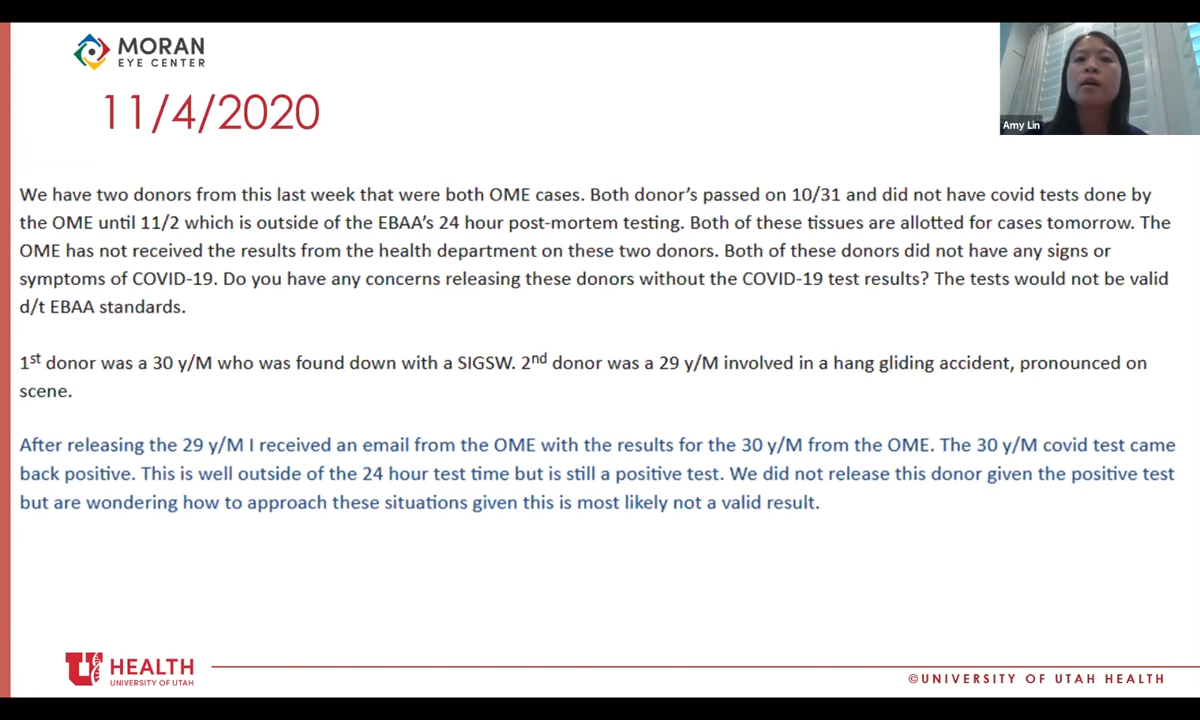 MORAN
EYE CENTER
11/4/2020
Amy Lin
We have two donors from this last week that were both OME cases. Both donor’s passed on 10/31 and did not have covid tests done by
the OME until 11/2 which is outside of the EBAA’s 24 hour post-mortem testing. Both of these tissues are allotted for cases tomorrow. The
OME has not received the results from the health department on these two donors. Both of these donors did not have any signs or
symptoms of COVID-19. Do you have any concerns releasing these donors without the COVID-19 test results? The tests would not be valid
d/t EBAA standards.
1st donor was a 30 y/M who was found down with a SIGSW. 2nd donor was a 29 y/M involved in a hang gliding accident, pronounced on
scene.
After releasing the 29 y/M I received an email from the OME with the results for the 30 y/M from the OME. The 30 y/M covid test came
back positive. This is well outside of the 24 hour test time but is still a positive test. We did not release this donor given the positive test
but are wondering how to approach these situations given this is most likely not a valid result.
U HEALTH
UNIVERSITY OF UTAH
©UNIVERSITY OF UTAH HEALTH